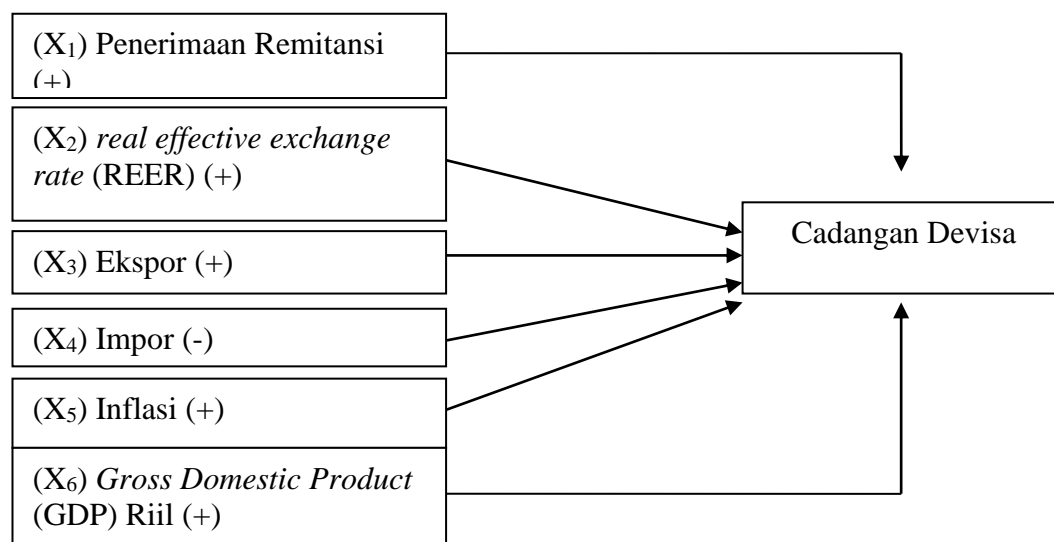 (X₁) Penerimaan Remitansi
(+)
(X₂) real effective exchange
rate (REER) (+)
(X₃) Ekspor (+)
(X₄) Impor (-)
(X₅) Inflasi (+)
(X₆) Gross Domestic Product
(GDP) Riil (+)
Cadangan Devisa